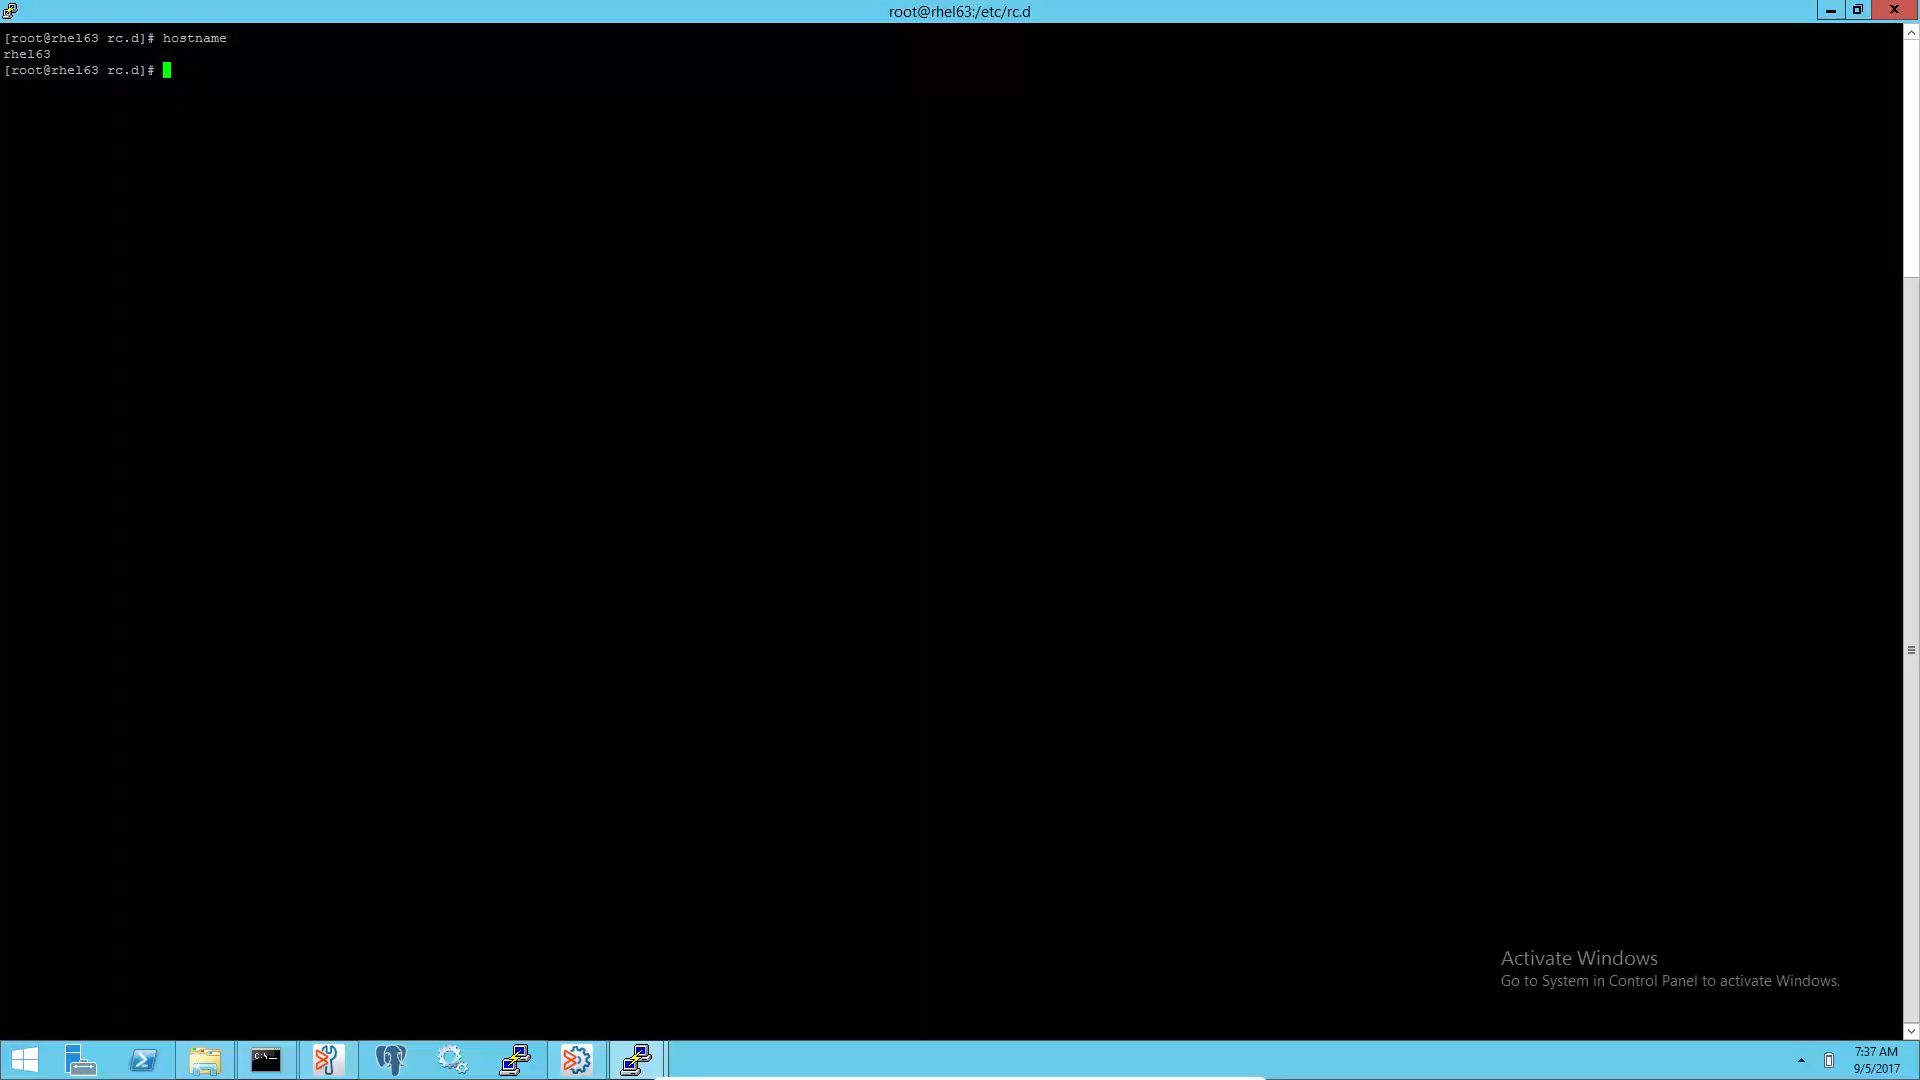 root@rhel63:/etc/rc.d
[root@rhel63 rc.d]# hostname
rhel63
[root@rhel63 rc.d]#
Activate Windows
Go to System in Control Panel to activate Windows.
C:\_
7:37 AM
9/5/2017